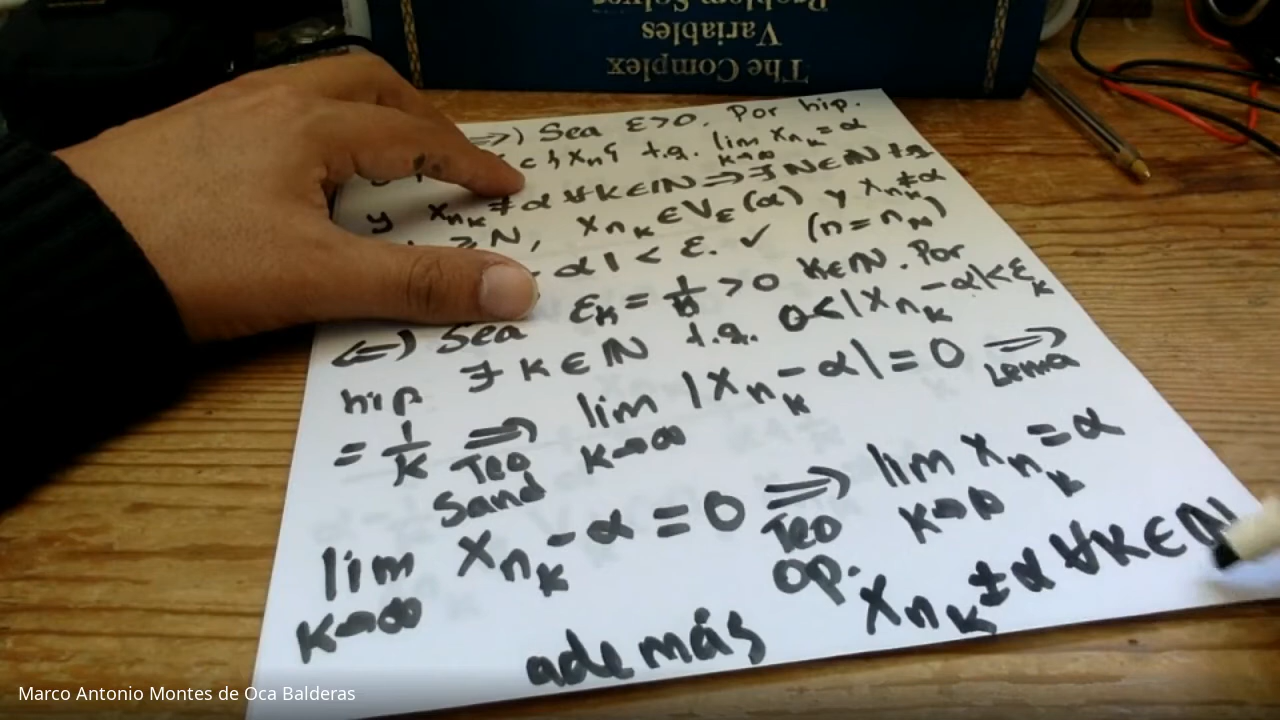 The Complex
Variables
Problem Solver
⇒) Sea ε>0. Por hip.
c {xn} t.q. lim k→∞ x_{n_k} = α
y x_{n_k} ≠ α ∀ k ∈ ℕ ⇒ ∃ N ∈ ℕ t.q.
≥ N, x_{n_k} ∈ V_ε(α) y x_{n_k} ≠ α
- α| < ε. ✓ (n = n_N)
⇐) Sea ε_k = 1/k > 0 k ∈ ℕ. Por
hip ∃ k ∈ ℕ t.q. 0 < |x_{n_k} - α| < ε_k
= 1/k ⇒ Teo Sand lim k→∞ |x_{n_k} - α| = 0 ⇒ Lema
lim k→∞ x_{n_k} - α = 0 ⇒ Teo op. lim k→∞ x_{n_k} = α
además x_{n_k} ≠ α ∀ k ∈ ℕ
Marco Antonio Montes de Oca Balderas